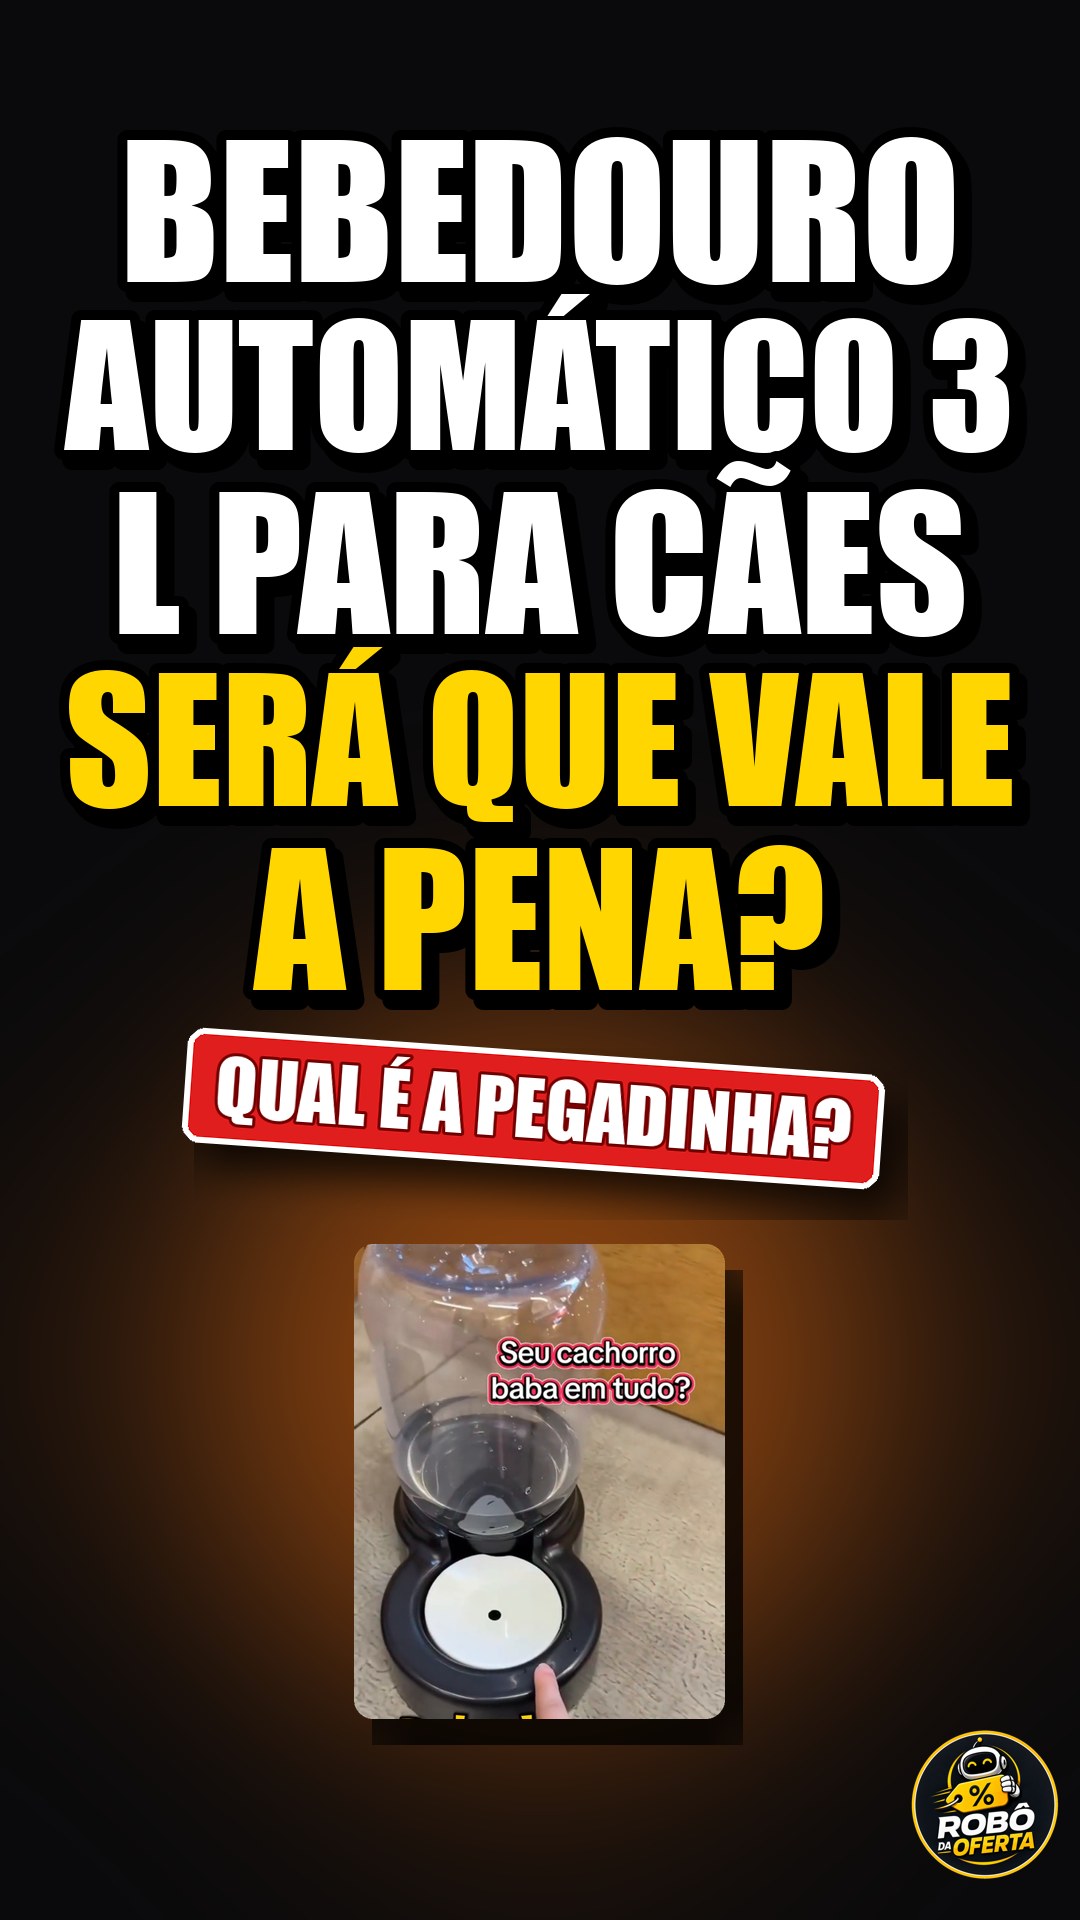 BEBEDOURO
AUTOMÁTICO 3
L PARA CÃES
SERÁ QUE VALE
A PENA?
QUAL É A PEGADINHA?
Seu cachorro
baba em tudo?
%
ROBÔ
DA OFERTA